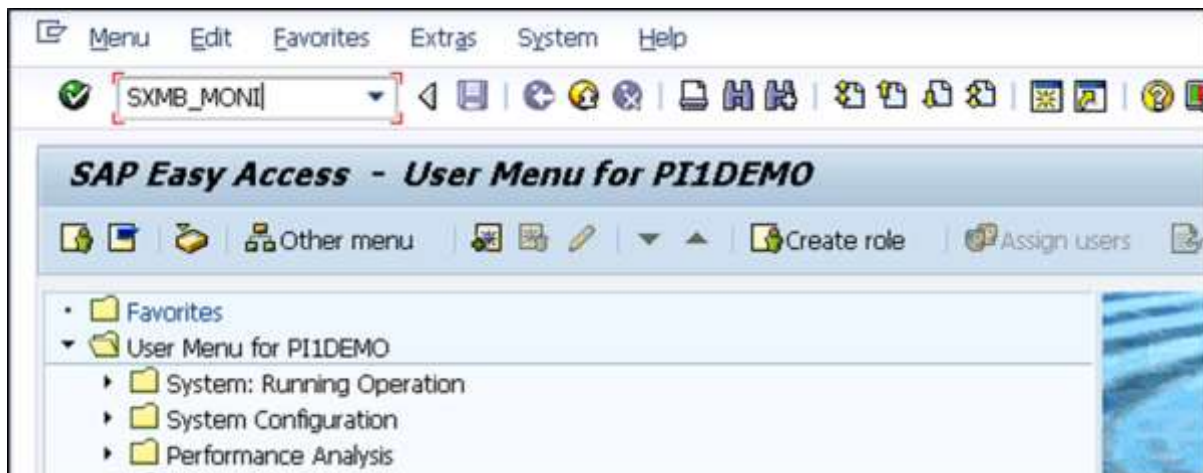 Menu Edit Favorites Extras System Help
SXMB_MONI
SAP Easy Access - User Menu for PI1DEMO
Other menu Create role Assign users
Favorites
User Menu for PI1DEMO
System: Running Operation
System Configuration
Performance Analysis